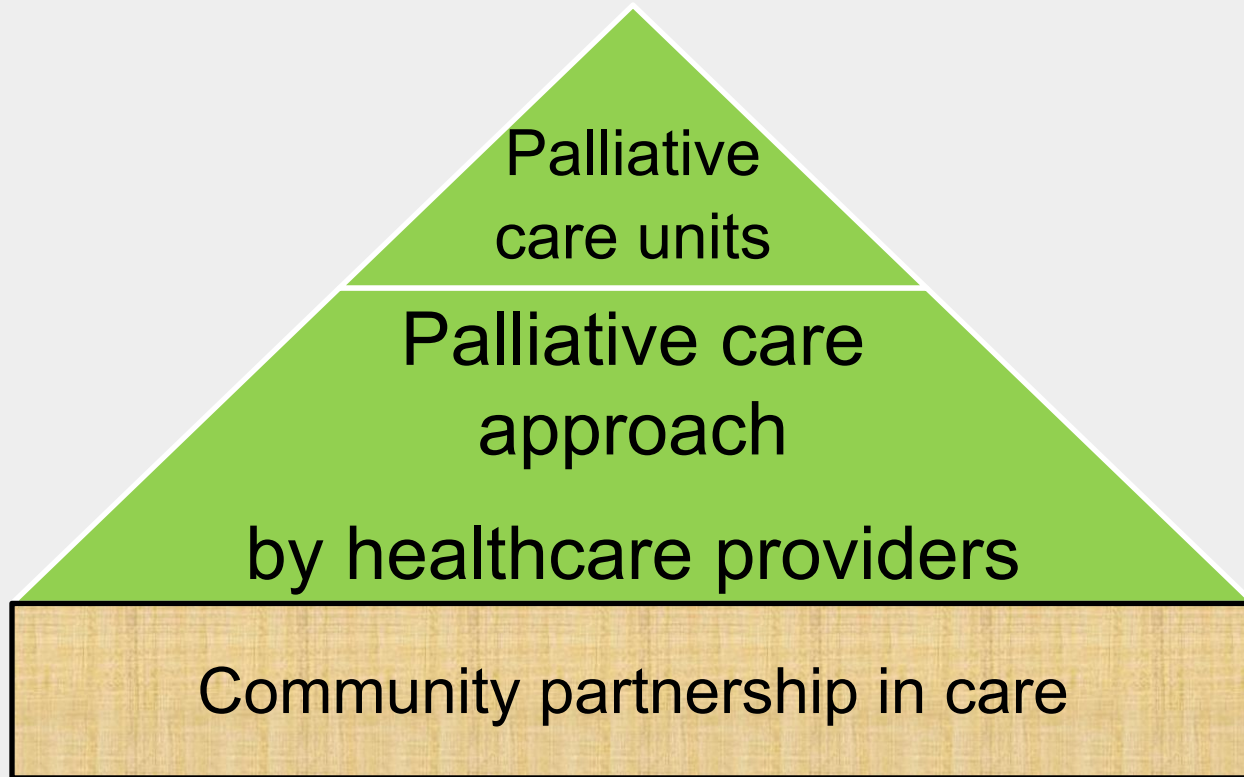 Palliative
care units
Palliative care
approach
by healthcare providers
Community partnership in care